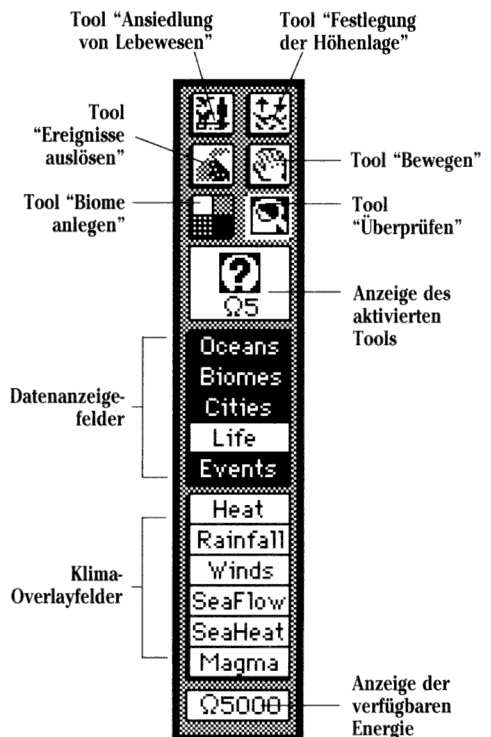 Tool “Ansiedlung
von Lebewesen”
Tool “Festlegung
der Höhenlage”
Tool
“Ereignisse
auslösen”
Tool “Bewegen”
Tool “Biome
anlegen”
Tool
“Überprüfen”
?
Ω5
Anzeige des
aktivierten
Tools
Datenanzeige-
felder
Oceans
Biomes
Cities
Life
Events
Klima-
Overlayfelder
Heat
Rainfall
Winds
SeaFlow
SeaHeat
Magma
Ω5000
Anzeige der
verfügbaren
Energie